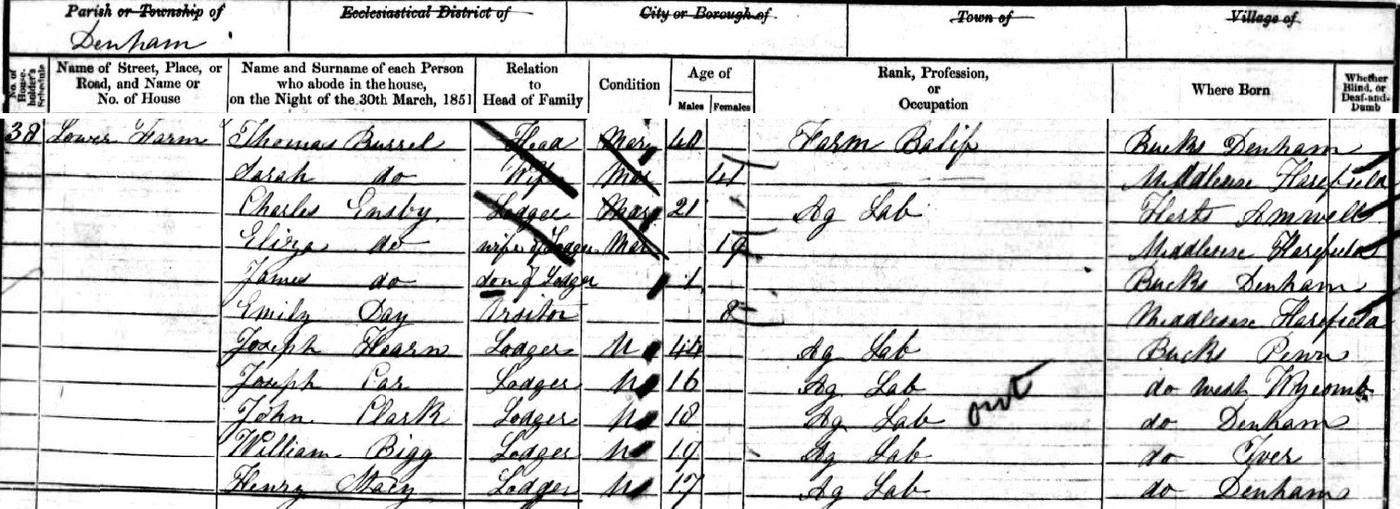 Parish or Township of Ecclesiastical District of City or Borough of Town of Village of
Denham
No. of House-holder's Schedule Name of Street, Place, or Road, and Name or No. of House Name and Surname of each Person who abode in the house, on the Night of the 30th March, 1851 Relation to Head of Family Condition Age of Males Females Rank, Profession, or Occupation Where Born Whether Blind, or Deaf-and-Dumb
38 Lower Farm Thomas Burrel Head Mar 40 Farm Balif Bucks Denham
Sarah do Wife Mar 41 Middlesex Harefield
Charles Ensby Lodger Mar 21 Ag Lab Herts Amwell
Eliza do wife of Lodger Mar 19 Middlesex Harefield
James do son of Lodger 1 Bucks Denham
Emily Day Visitor 8 Middlesex Harefield
Joseph Hearn Lodger U 44 Ag Lab Bucks Penn
Joseph Car Lodger U 16 Ag Lab do West Wycomb
John Clark Lodger U 18 Ag Lab out do Denham
William Bigg Lodger U 19 Ag Lab do Iver
Henry Stacy Lodger U 17 Ag Lab do Denham